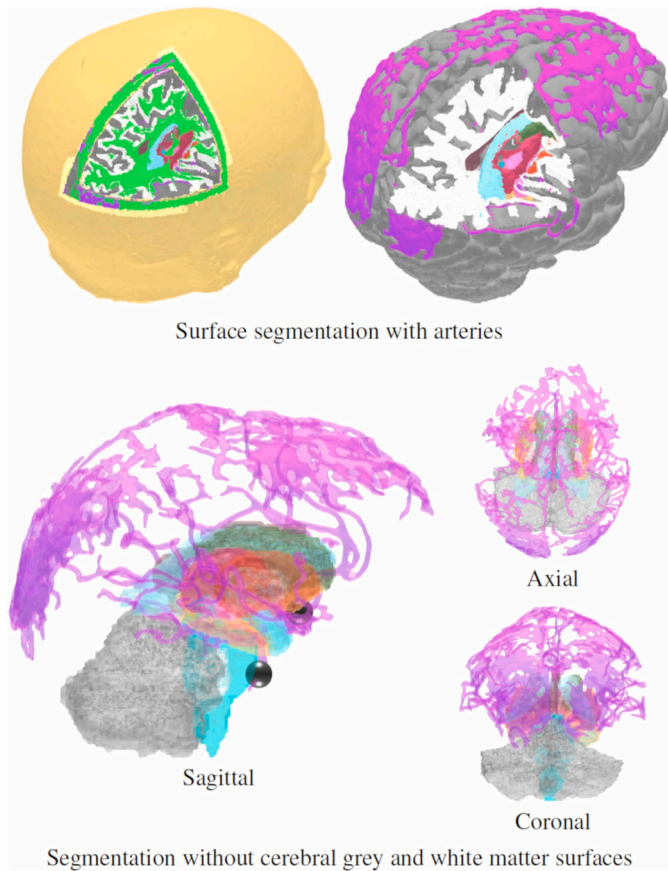 Surface segmentation with arteries
Axial
Sagittal
Coronal
Segmentation without cerebral grey and white matter surfaces